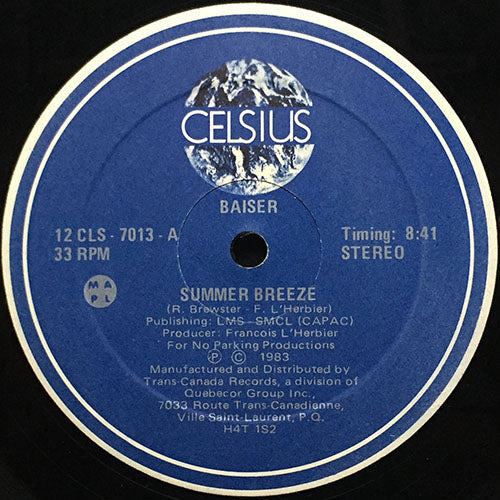 CELSIUS
BAISER
12 CLS - 7013 - A
33 RPM
Timing: 8:41
STEREO
M A P L
SUMMER BREEZE
(R. Brewster - F. L'Herbier)
Publishing: LMS - SMCL (CAPAC)
Producer: Francois L'Herbier
For No Parking Productions
Ⓟ © 1983
Manufactured and Distributed by
Trans-Canada Records, a division of
Quebecor Group Inc.,
7033 Route Trans-Canadienne,
Ville Saint-Laurent, P.Q.
H4T 1S2